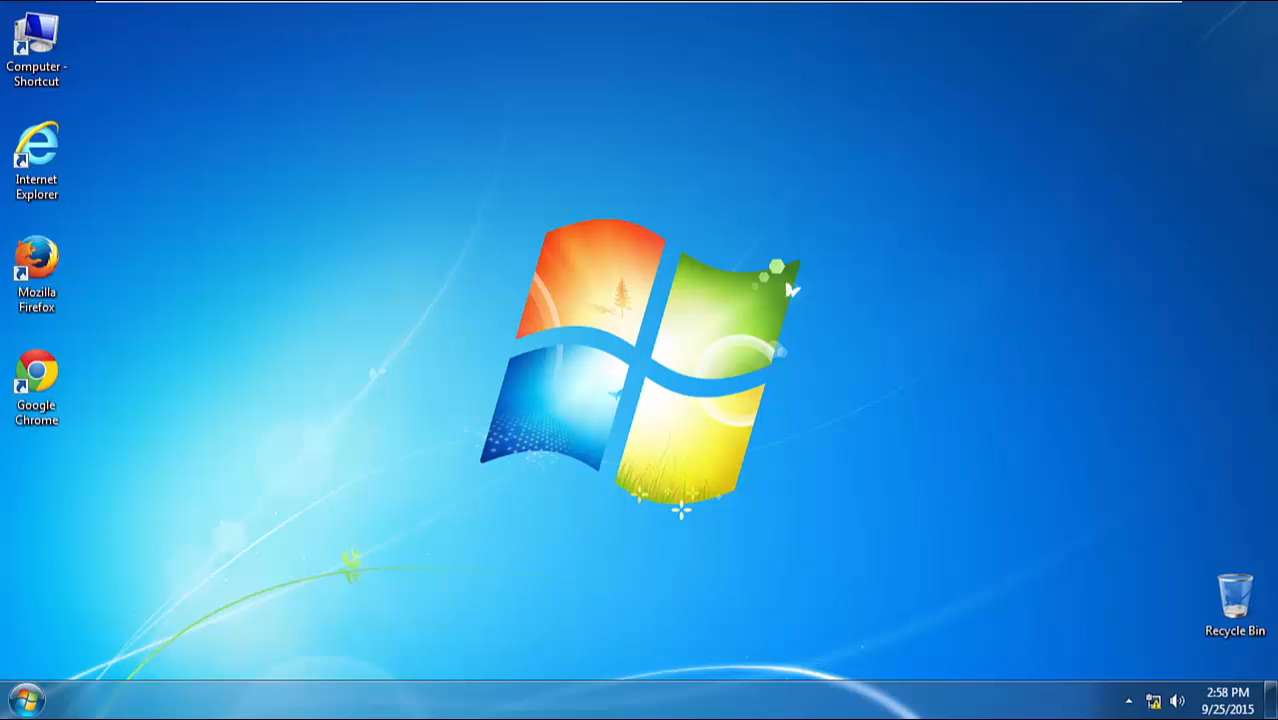 Computer -
Shortcut
Internet
Explorer
Mozilla
Firefox
Google
Chrome
Recycle Bin
2:58 PM
9/25/2015